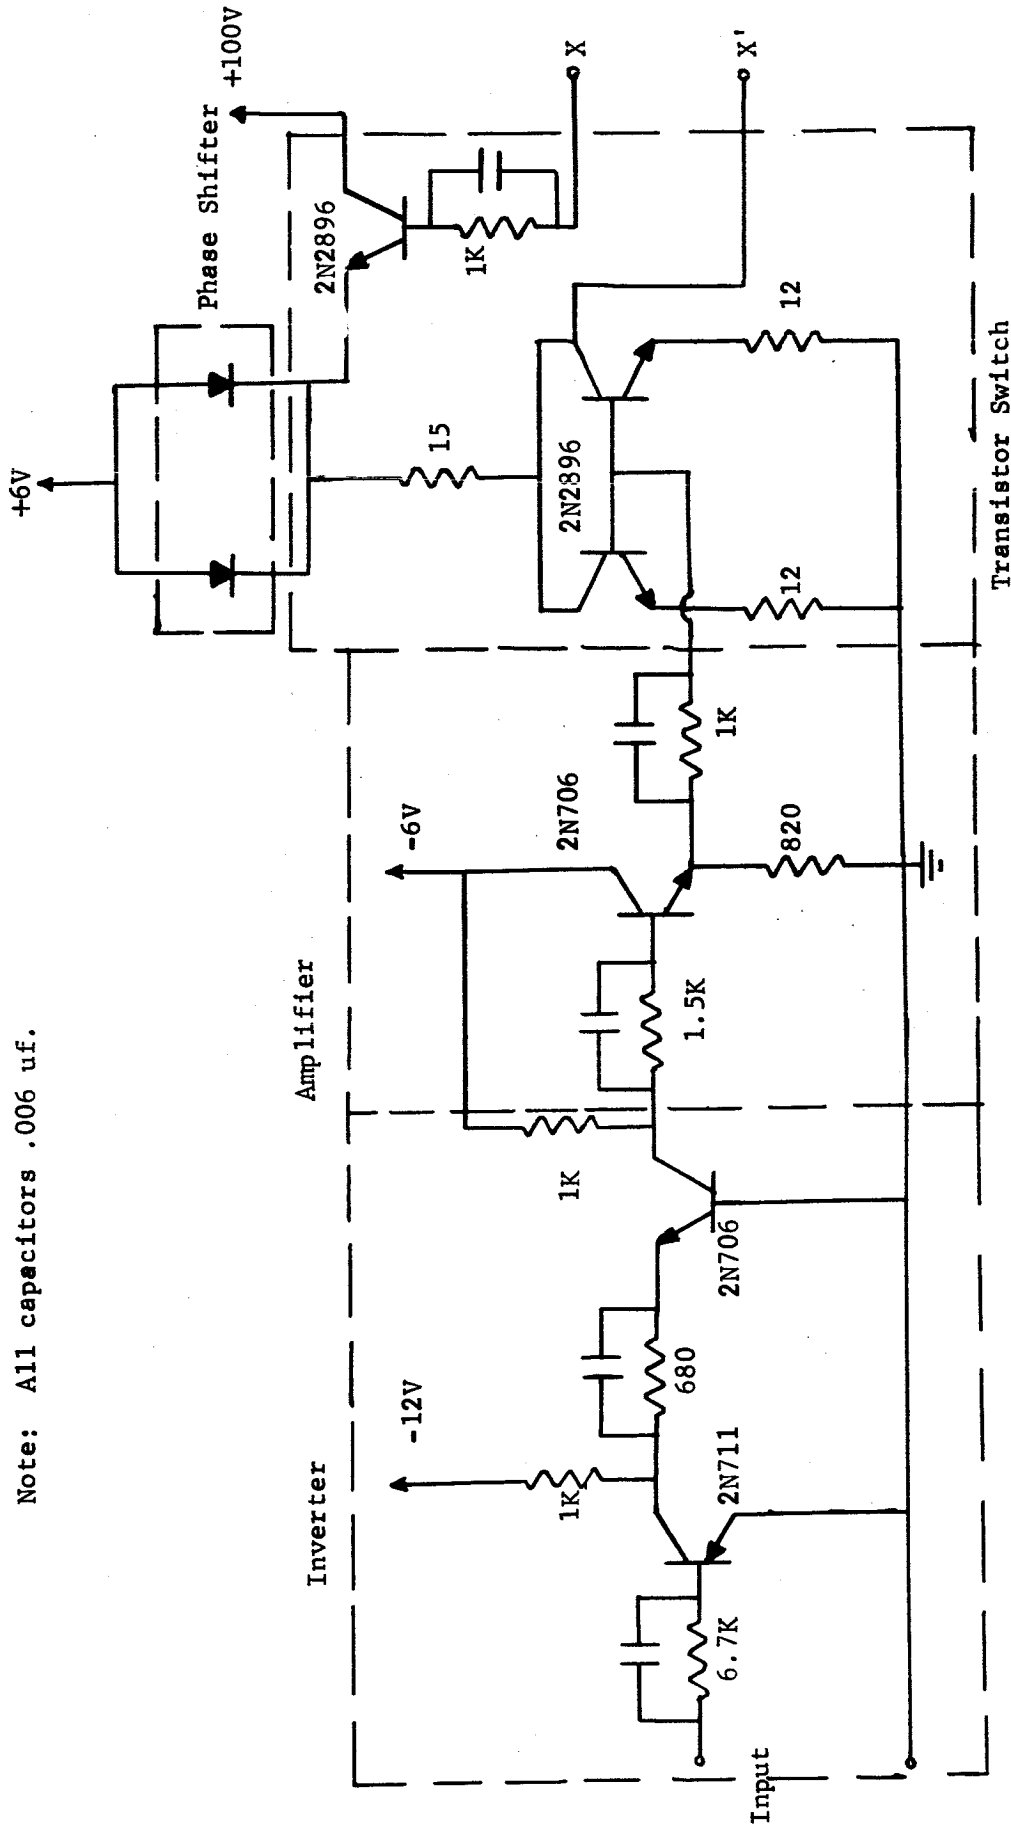 Note: All capacitors .006 uf.
+6V
Phase Shifter
+100V
2N2896
1K
X
15
2N2896
X'
12
12
Transistor Switch
Amplifier
-6V
2N706
1K
820
1.5K
1K
Inverter
-12V
1K
680
2N706
2N711
6.7K
Input